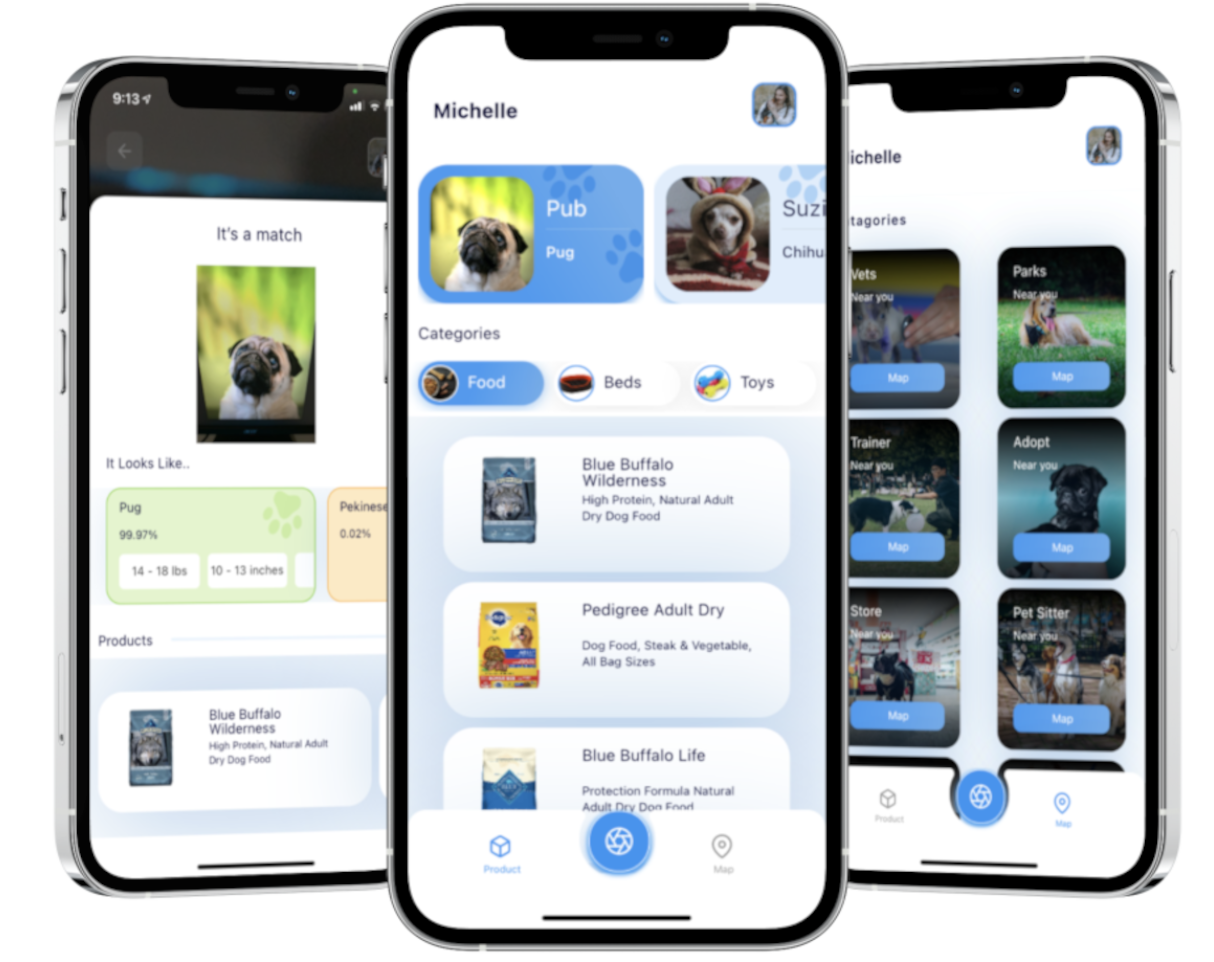 9:13
It's a match
It Looks Like..
Pug
99.97%
14 - 18 lbs
10 - 13 inches
Pekinese
0.02%
Products
Blue Buffalo
Wilderness
High Protein, Natural Adult
Dry Dog Food
Michelle
Pub
Pug
Suzi
Chihu
Categories
Food
Beds
Toys
Blue Buffalo
Wilderness
High Protein, Natural Adult
Dry Dog Food
Pedigree Adult Dry
Dog Food, Steak & Vegetable,
All Bag Sizes
Blue Buffalo Life
Protection Formula Natural
Adult Dry Dog Food
Product
Map
ichelle
tagories
Vets
Near you
Map
Parks
Near you
Map
Trainer
Near you
Map
Adopt
Near you
Map
Store
Near you
Map
Pet Sitter
Near you
Map
Product
Map